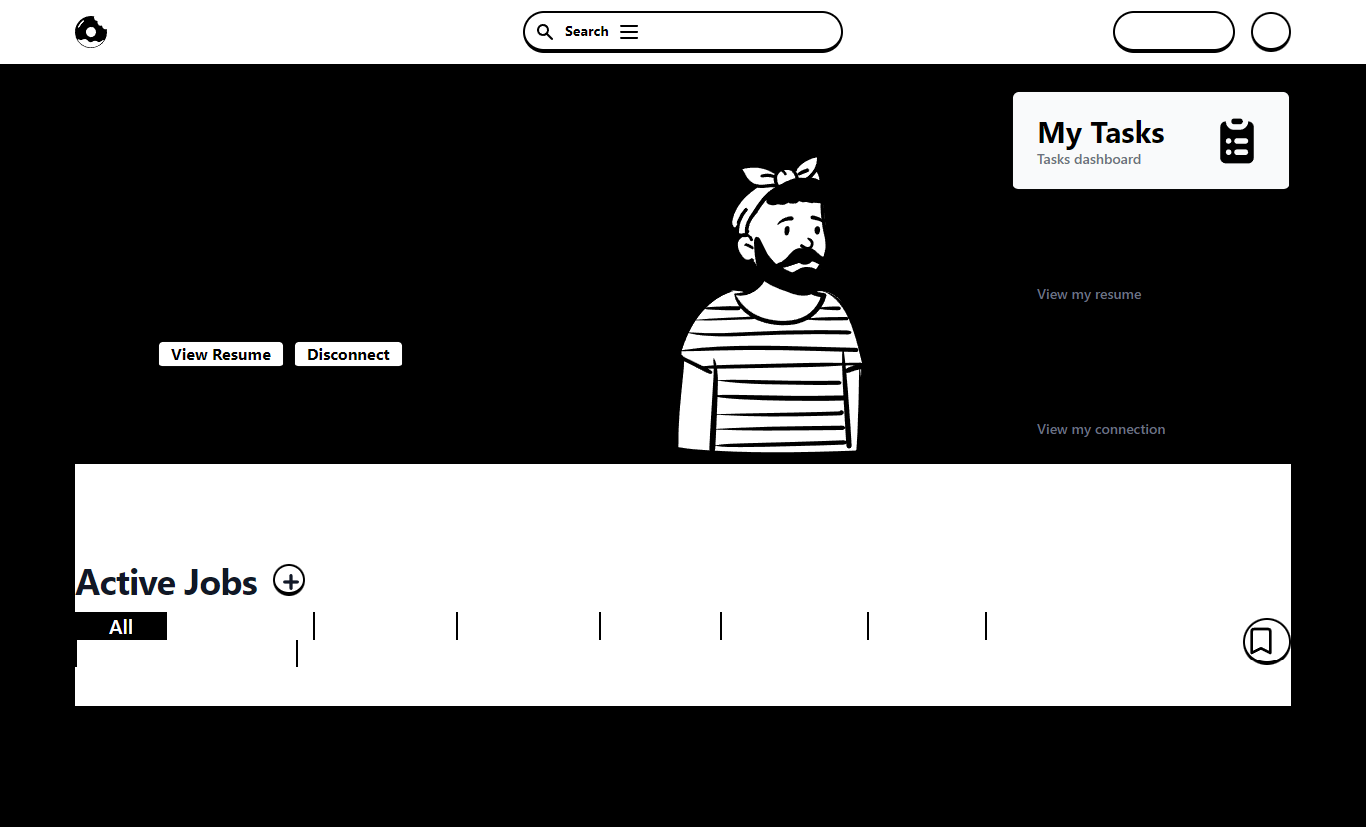 Search
My Tasks
Tasks dashboard
View my resume
View Resume
Disconnect
View my connection
Active Jobs
All